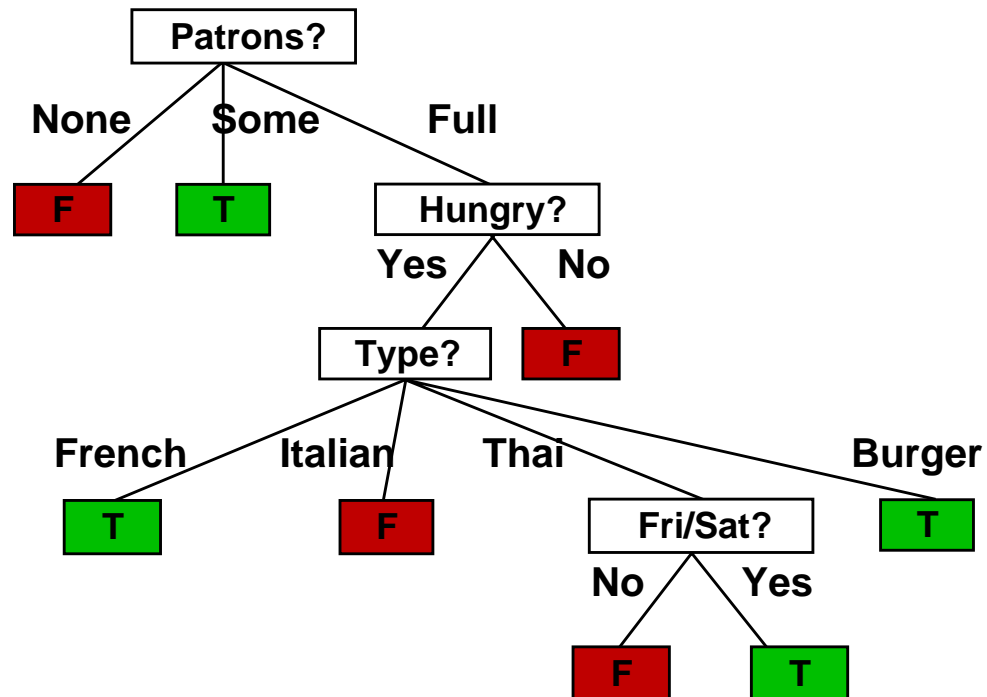 Patrons?
None Some Full
F T Hungry?
Yes No
Type? F
French Italian Thai Burger
T F Fri/Sat? T
No Yes
F T